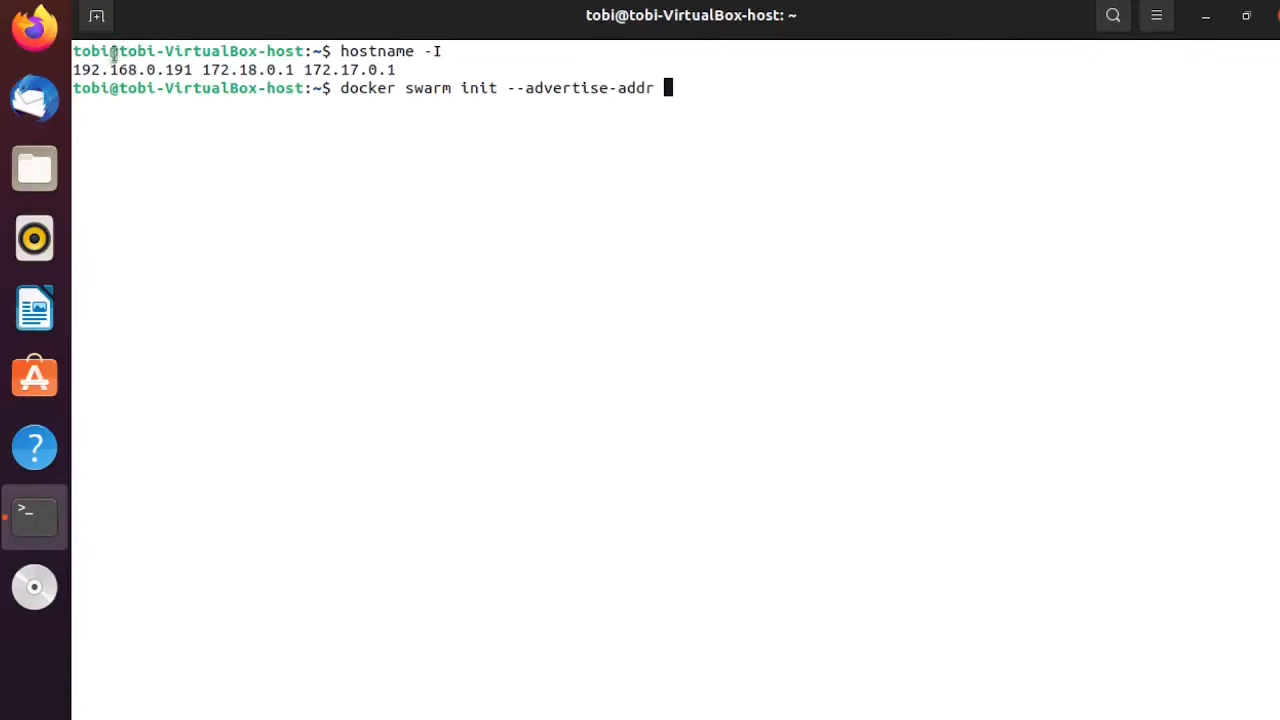 tobi@tobi-VirtualBox-host: ~
tobi@tobi-VirtualBox-host:~$ hostname -I
192.168.0.191 172.18.0.1 172.17.0.1
tobi@tobi-VirtualBox-host:~$ docker swarm init --advertise-addr